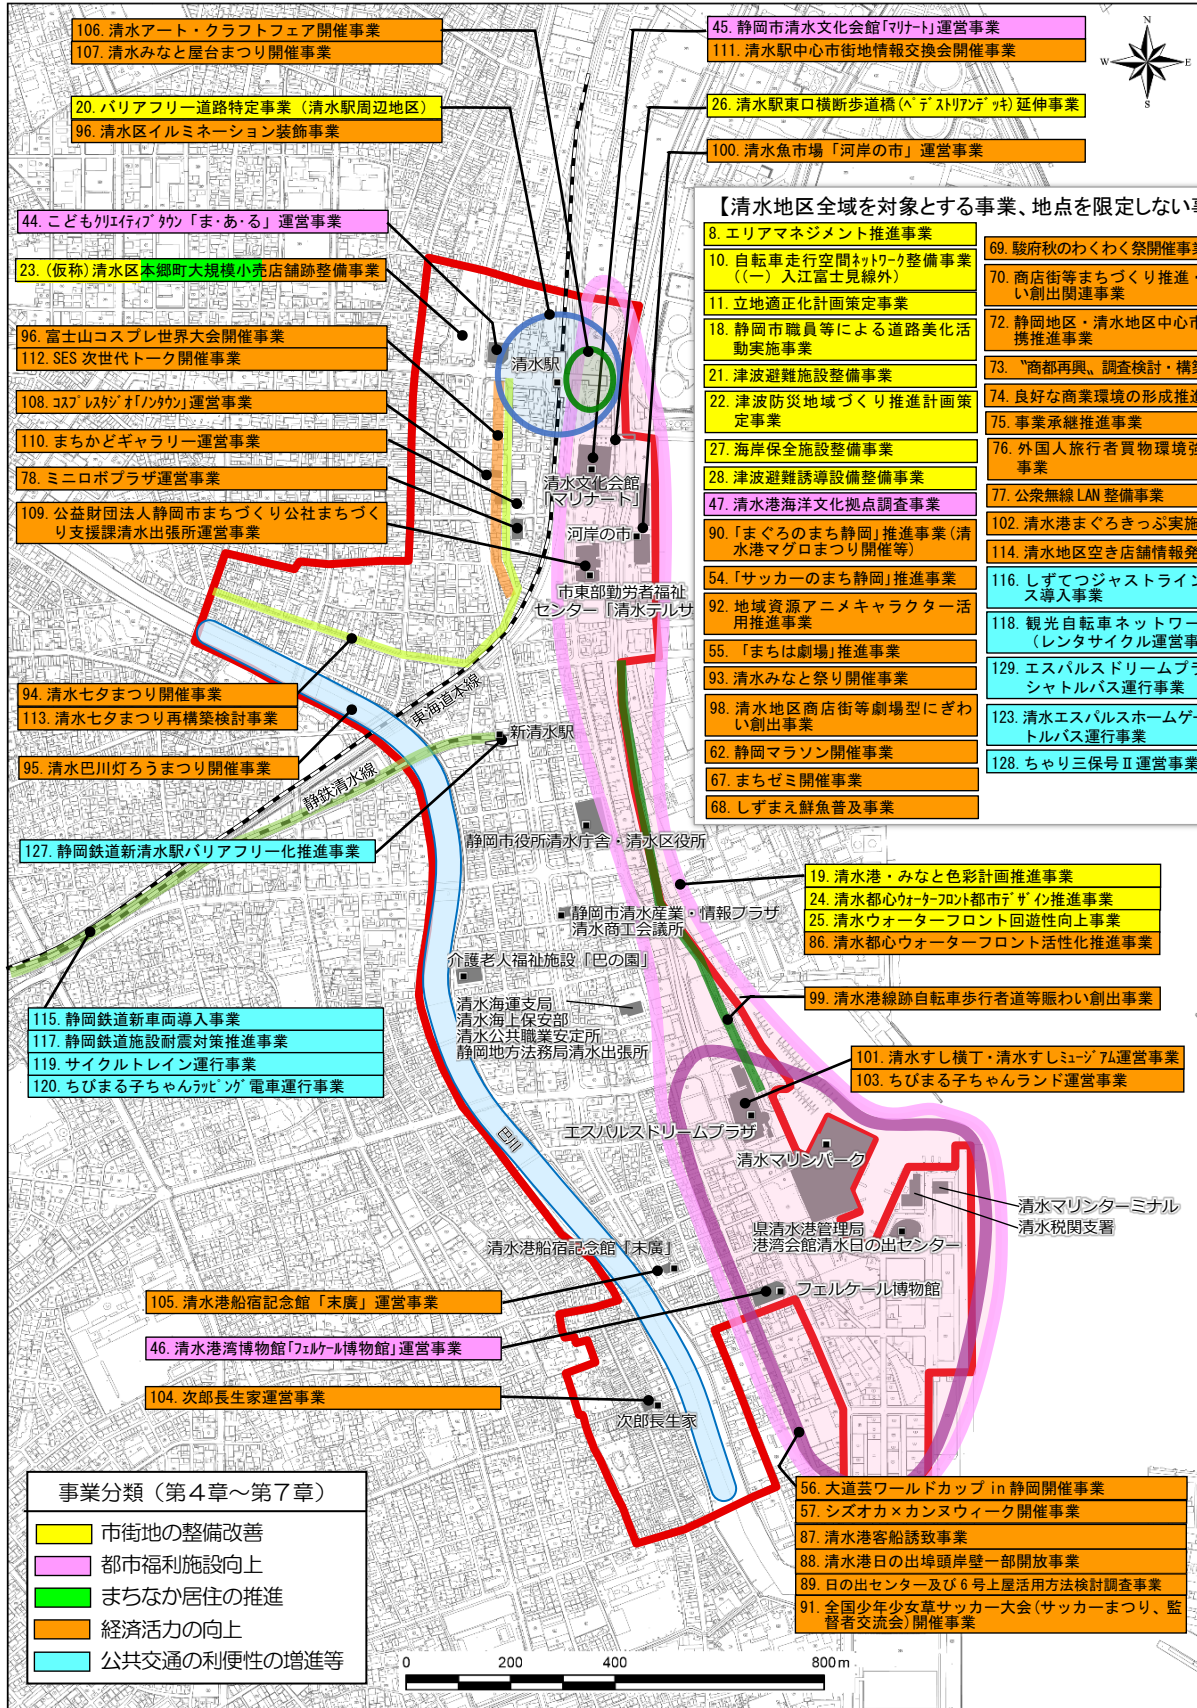 106. 清水アート・クラフトフェア開催事業
107. 清水みなと屋台まつり開催事業
20. バリアフリー道路特定事業（清水駅周辺地区）
96. 清水区イルミネーション装飾事業
44. こどもクリエイティブタウン「ま・あ・る」運営事業
23. (仮称)清水区本郷町大規模小売店舗跡整備事業
96. 富士山コスプレ世界大会開催事業
112. SES 次世代トーク開催事業
108. コスプレスタジオ「ノンタウン」運営事業
110. まちかどギャラリー運営事業
78. ミニロボプラザ運営事業
109. 公益財団法人静岡市まちづくり公社まちづく
り支援課清水出張所運営事業
94. 清水七夕まつり開催事業
113. 清水七夕まつり再構築検討事業
95. 清水巴川灯ろうまつり開催事業
127. 静岡鉄道新清水駅バリアフリー化推進事業
115. 静岡鉄道新車両導入事業
117. 静岡鉄道施設耐震対策推進事業
119. サイクルトレイン運行事業
120. ちびまる子ちゃんラッピング電車運行事業
105. 清水港船宿記念館「末廣」運営事業
46. 清水港湾博物館「フェルケール博物館」運営事業
104. 次郎長生家運営事業
45. 静岡市清水文化会館「マリナート」運営事業
111. 清水駅中心市街地情報交換会開催事業
26. 清水駅東口横断歩道橋(ペデストリアンデッキ)延伸事業
100. 清水魚市場「河岸の市」運営事業
N
W
E
S
【清水地区全域を対象とする事業、地点を限定しない事
8. エリアマネジメント推進事業
10. 自転車走行空間ネットワーク整備事業
((一) 入江富士見線外)
11. 立地適正化計画策定事業
18. 静岡市職員等による道路美化活
動実施事業
21. 津波避難施設整備事業
22. 津波防災地域づくり推進計画策
定事業
27. 海岸保全施設整備事業
28. 津波避難誘導設備整備事業
47. 清水港海洋文化拠点調査事業
90. 「まぐろのまち静岡」推進事業(清
水港マグロまつり開催等)
54. 「サッカーのまち静岡」推進事業
92. 地域資源アニメキャラクター活
用推進事業
55. 「まちは劇場」推進事業
93. 清水みなと祭り開催事業
98. 清水地区商店街等劇場型にぎわ
い創出事業
62. 静岡マラソン開催事業
67. まちゼミ開催事業
68. しずまえ鮮魚普及事業
69. 駿府秋のわくわく祭開催事業
70. 商店街等まちづくり推進・
い創出関連事業
72. 静岡地区・清水地区中心市
携推進事業
73. 〝商都再興〟調査検討・構築
74. 良好な商業環境の形成推進
75. 事業承継推進事業
76. 外国人旅行者買物環境強
事業
77. 公衆無線 LAN 整備事業
102. 清水港まぐろきっぷ実施
114. 清水地区空き店舗情報発
116. しずてつジャストライン
ス導入事業
118. 観光自転車ネットワー
（レンタサイクル運営事
129. エスパルスドリームプラ
シャトルバス運行事業
123. 清水エスパルスホームゲー
トルバス運行事業
128. ちゃり三保号Ⅱ運営事業
19. 清水港・みなと色彩計画推進事業
24. 清水都心ウォーターフロント都市デザイン推進事業
25. 清水ウォーターフロント回遊性向上事業
86. 清水都心ウォーターフロント活性化推進事業
99. 清水港線跡自転車歩行者道等賑わい創出事業
101. 清水すし横丁・清水すしミュージアム運営事業
103. ちびまる子ちゃんランド運営事業
56. 大道芸ワールドカップ in 静岡開催事業
57. シズオカ×カンヌウィーク開催事業
87. 清水港客船誘致事業
88. 清水港日の出埠頭岸壁一部開放事業
89. 日の出センター及び 6 号上屋活用方法検討調査事業
91. 全国少年少女草サッカー大会(サッカーまつり、監
督者交流会)開催事業
清水駅
清水文化会館
「マリナート」
河岸の市
市東部勤労者福祉
センター「清水テルサ
東海道本線
新清水駅
静鉄清水線
静岡市役所清水庁舎・清水区役所
静岡市清水産業・情報プラザ
清水商工会議所
介護老人福祉施設「巴の園」
清水海運支局
清水海上保安部
清水公共職業安定所
静岡地方法務局清水出張所
巴川
エスパルスドリームプラザ
清水マリンパーク
清水マリンターミナル
清水税関支署
県清水港管理局
港湾会館清水日の出センター
清水港船宿記念館「末廣」
フェルケール博物館
次郎長生家
事業分類（第４章～第７章）
市街地の整備改善
都市福利施設向上
まちなか居住の推進
経済活力の向上
公共交通の利便性の増進等
0
200
400
800m